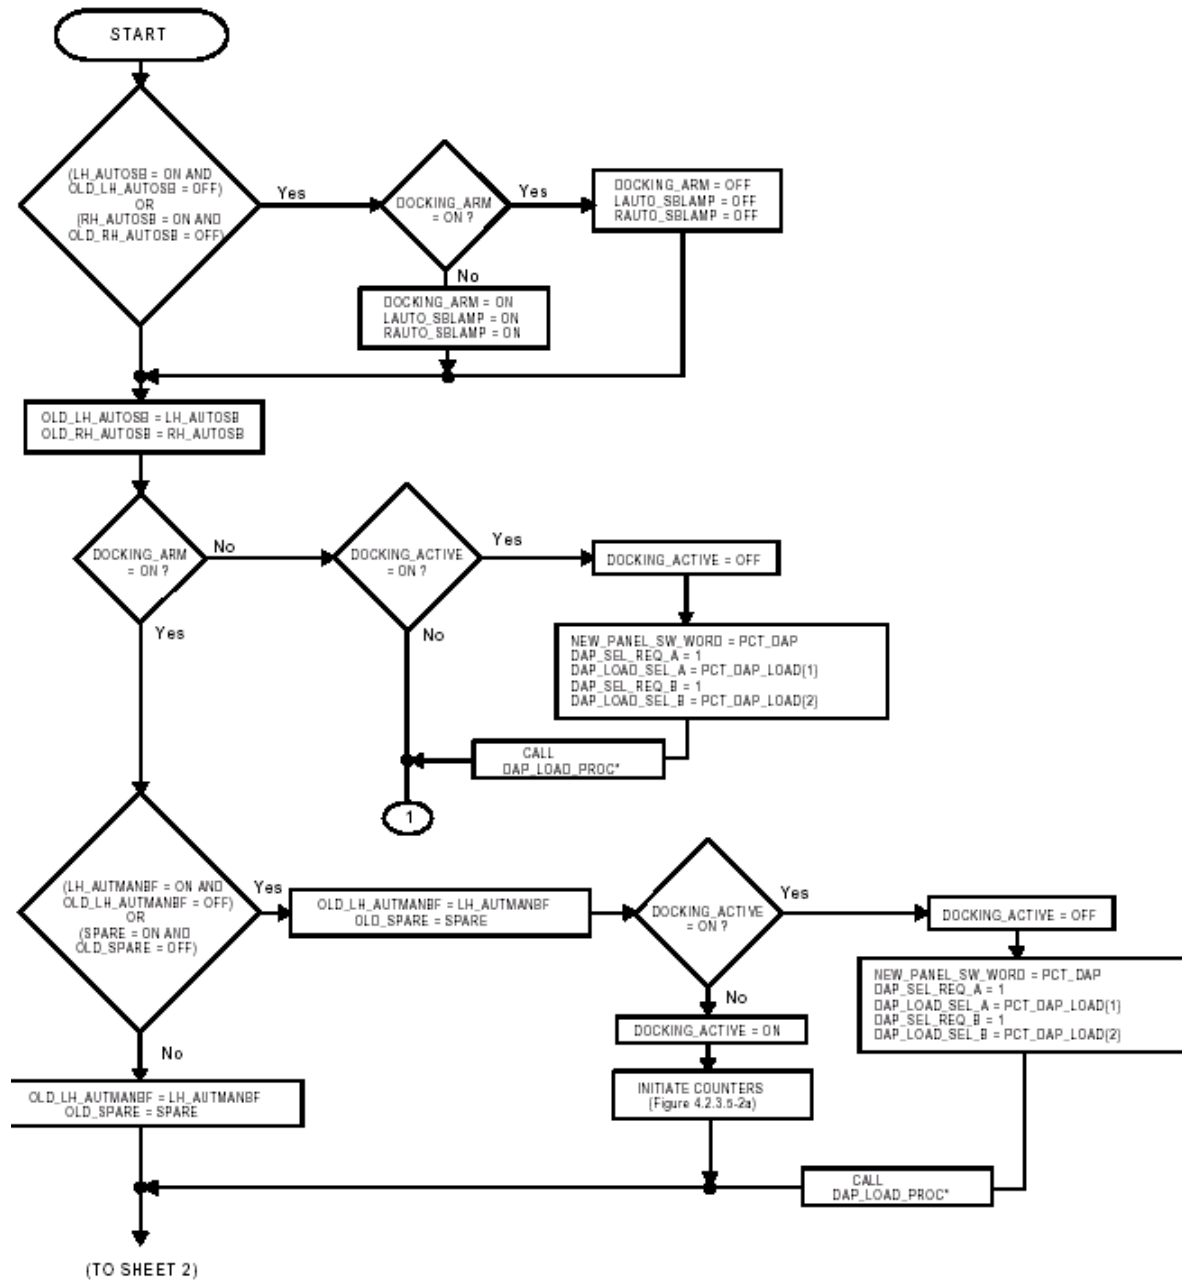 START
(LH_AUTOSB = ON AND
OLD_LH_AUTOSB = OFF)
OR
(RH_AUTOSB = ON AND
OLD_RH_AUTOSB = OFF)
Yes
DOCKING_ARM
= ON ?
Yes
DOCKING_ARM = OFF
LAUTO_SBLAMP = OFF
RAUTO_SBLAMP = OFF
No
DOCKING_ARM = ON
LAUTO_SBLAMP = ON
RAUTO_SBLAMP = ON
OLD_LH_AUTOSB = LH_AUTOSB
OLD_RH_AUTOSB = RH_AUTOSB
DOCKING_ARM
= ON ?
No
DOCKING_ACTIVE
= ON ?
Yes
DOCKING_ACTIVE = OFF
Yes
No
NEW_PANEL_SW_WORD = PCT_DAP
DAP_SEL_REQ_A = 1
DAP_LOAD_SEL_A = PCT_DAP_LOAD(1)
DAP_SEL_REQ_B = 1
DAP_LOAD_SEL_B = PCT_DAP_LOAD(2)
CALL
DAP_LOAD_PROC*
1
(LH_AUTMANBF = ON AND
OLD_LH_AUTMANBF = OFF)
OR
(SPARE = ON AND
OLD_SPARE = OFF)
Yes
OLD_LH_AUTMANBF = LH_AUTMANBF
OLD_SPARE = SPARE
DOCKING_ACTIVE
= ON ?
Yes
DOCKING_ACTIVE = OFF
NEW_PANEL_SW_WORD = PCT_DAP
DAP_SEL_REQ_A = 1
DAP_LOAD_SEL_A = PCT_DAP_LOAD(1)
DAP_SEL_REQ_B = 1
DAP_LOAD_SEL_B = PCT_DAP_LOAD(2)
No
DOCKING_ACTIVE = ON
INITIATE COUNTERS
(Figure 4.2.3.5-2a)
No
OLD_LH_AUTMANBF = LH_AUTMANBF
OLD_SPARE = SPARE
CALL
DAP_LOAD_PROC*
(TO SHEET 2)